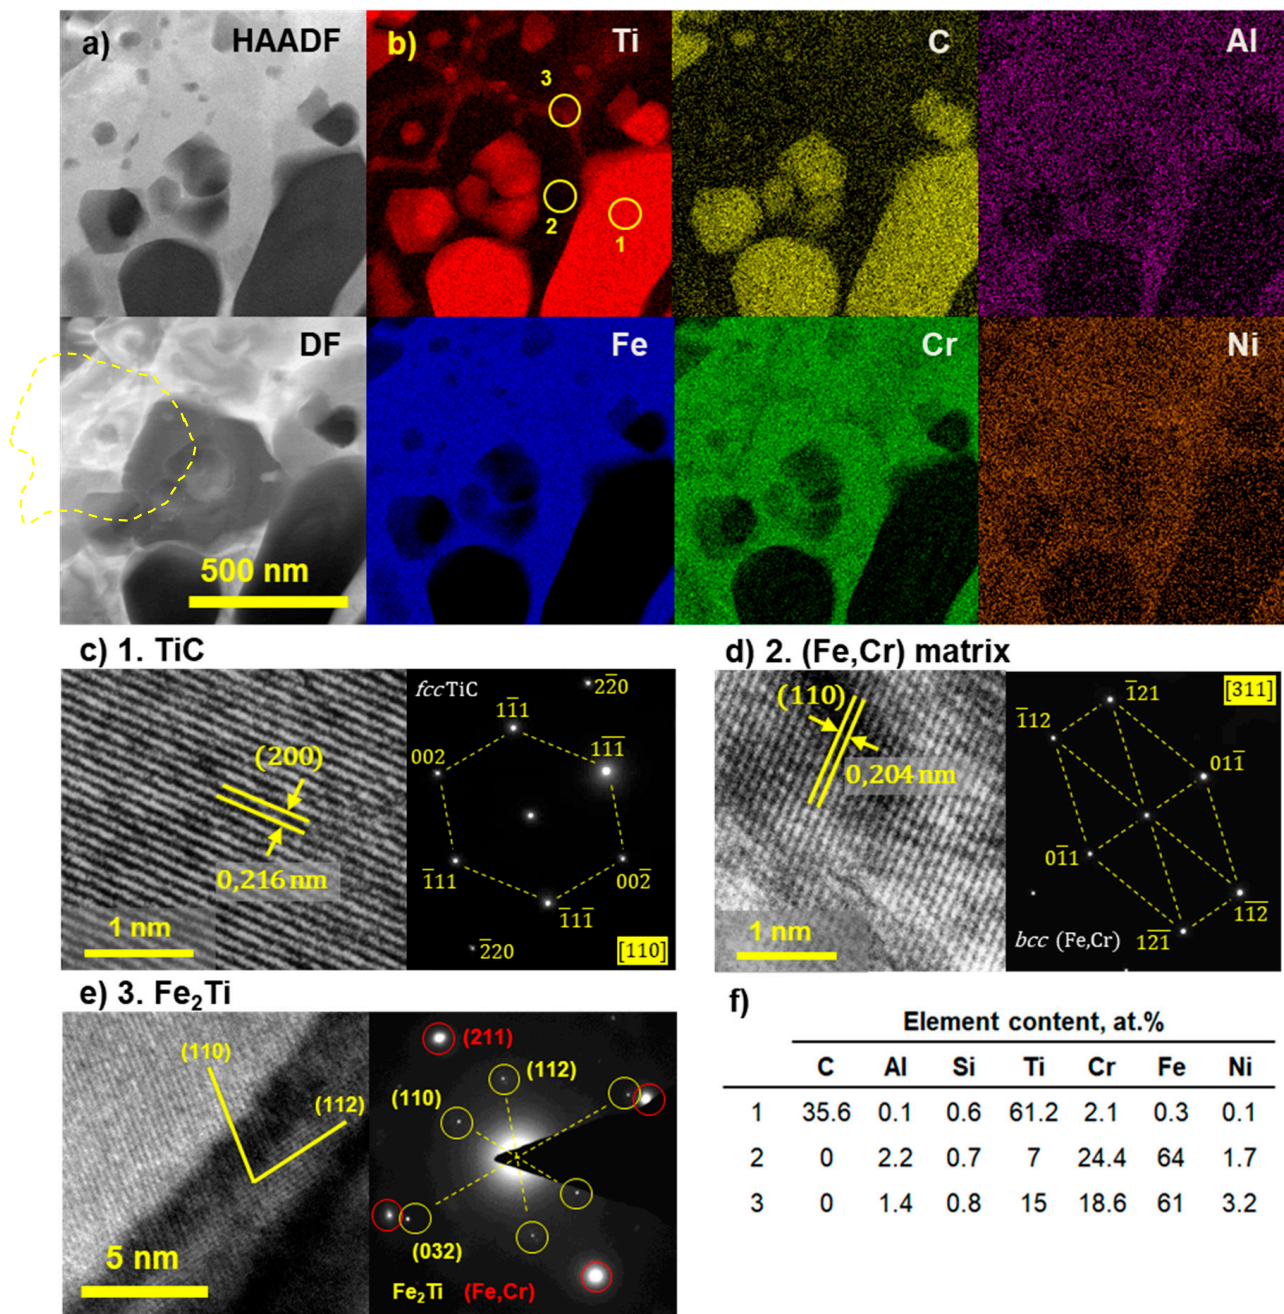 a) HAADF
b) Ti
C
Al
3
2
1
DF
500 nm
Fe
Cr
Ni
c) 1. TiC
(200)
0,216 nm
1 nm
fccTiC
22̅0
11̅1
11̅1̅
002
1̅11
002̅
1̅11̅
2̅20
[110]
d) 2. (Fe,Cr) matrix
(110)
0,204 nm
1 nm
[311]
1̅21
1̅12
011̅
01̅1
11̅2̅
12̅1̅
bcc (Fe,Cr)
e) 3. Fe₂Ti
(110)
(112)
5 nm
(211)
(112)
(110)
(032)
Fe₂Ti (Fe,Cr)
f)
Element content, at.%
C Al Si Ti Cr Fe Ni
1 35.6 0.1 0.6 61.2 2.1 0.3 0.1
2 0 2.2 0.7 7 24.4 64 1.7
3 0 1.4 0.8 15 18.6 61 3.2